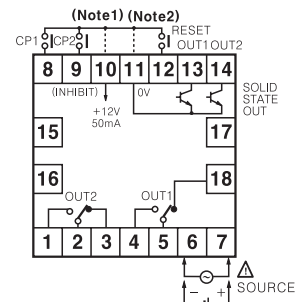 (Note1) (Note2)
RESET
CP1 CP2 OUT1 OUT2
8 9 10 11 12 13 14
(INHIBIT) 0V
SOLID
STATE
OUT
+12V
50mA
15 17
16 18
OUT2 OUT1
1 2 3 4 5 6 7
− +
SOURCE